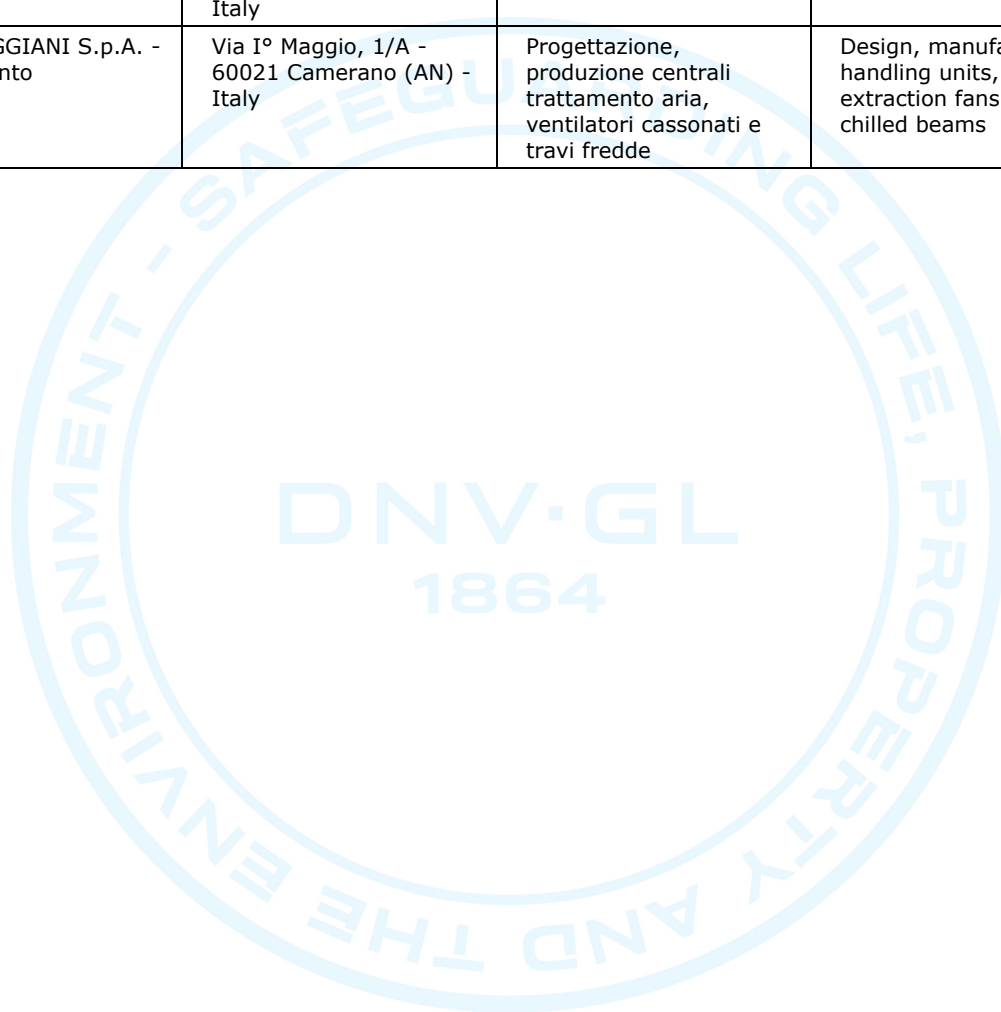 Italy
GGIANI S.p.A. -
nto
Via I° Maggio, 1/A -
60021 Camerano (AN) -
Italy
Progettazione,
produzione centrali
trattamento aria,
ventilatori cassonati e
travi fredde
Design, manufa
handling units,
extraction fans
chilled beams
SAFEGUARDING LIFE, PROPERTY AND THE ENVIRONMENT -
DNV·GL
1864